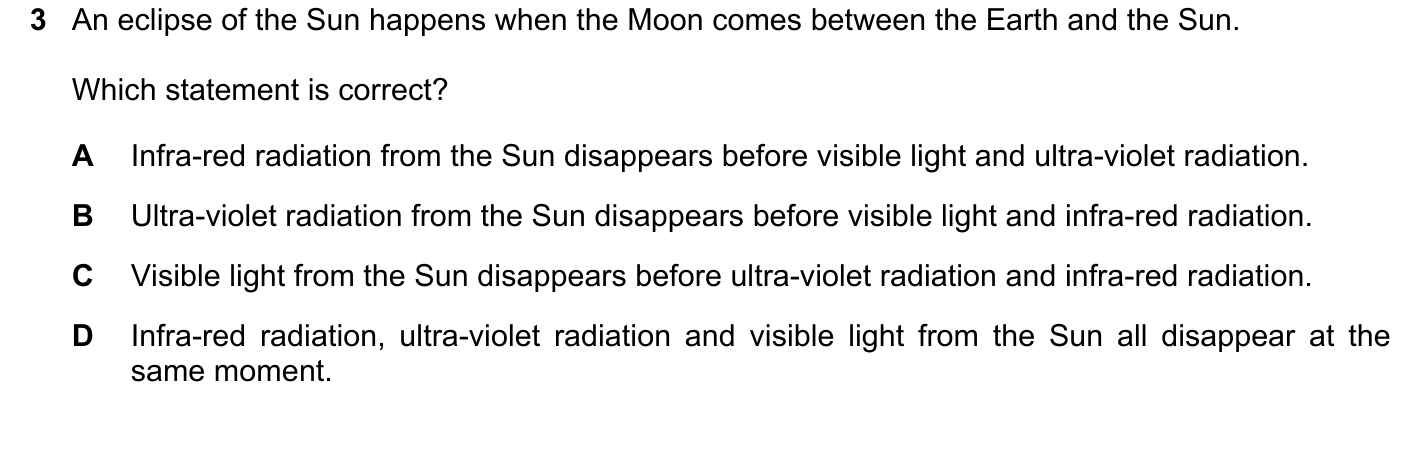 3 An eclipse of the Sun happens when the Moon comes between the Earth and the Sun.
Which statement is correct?
A Infra-red radiation from the Sun disappears before visible light and ultra-violet radiation.
B Ultra-violet radiation from the Sun disappears before visible light and infra-red radiation.
C Visible light from the Sun disappears before ultra-violet radiation and infra-red radiation.
D Infra-red radiation, ultra-violet radiation and visible light from the Sun all disappear at the
same moment.